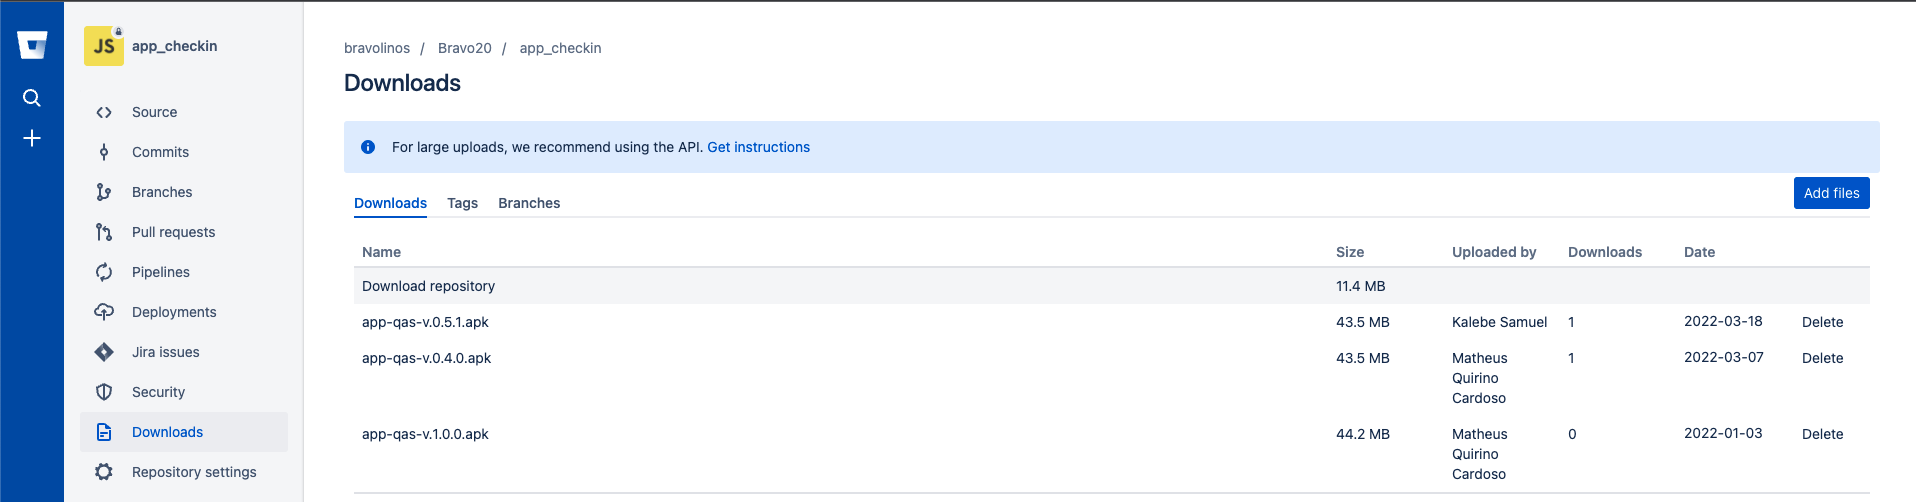 JS
app_checkin
Source
Commits
Branches
Pull requests
Pipelines
Deployments
Jira issues
Security
Downloads
Repository settings
bravolinos / Bravo20 / app_checkin
Downloads
For large uploads, we recommend using the API. Get instructions
Add files
Downloads Tags Branches
Name Size Uploaded by Downloads Date
Download repository 11.4 MB
app-qas-v.0.5.1.apk 43.5 MB Kalebe Samuel 1 2022-03-18 Delete
app-qas-v.0.4.0.apk 43.5 MB Matheus 1 2022-03-07 Delete
Quirino
Cardoso
app-qas-v.1.0.0.apk 44.2 MB Matheus 0 2022-01-03 Delete
Quirino
Cardoso